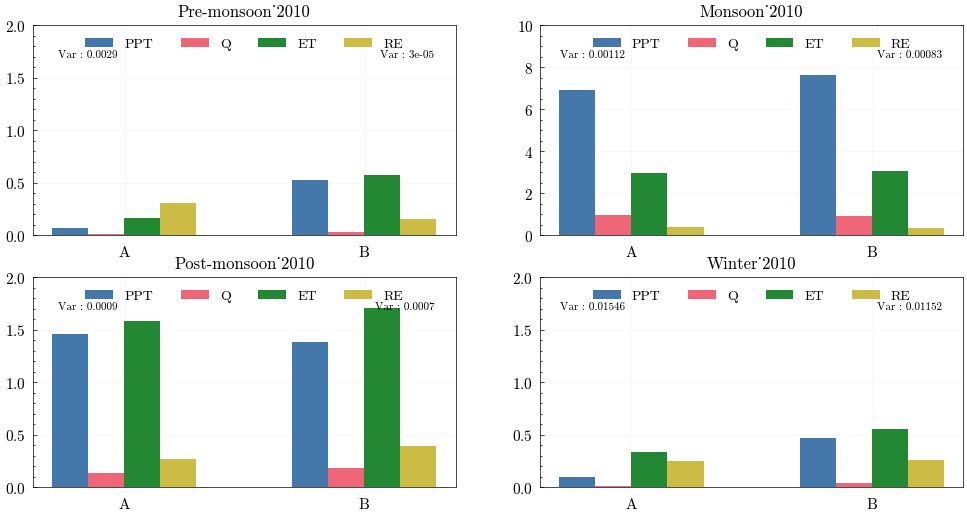 Pre-monsoon˙2010
2.0
1.5
1.0
0.5
0.0
PPT Q ET RE
Var : 0.0029 Var : 3e-05
A B
Monsoon˙2010
10
8
6
4
2
0
PPT Q ET RE
Var : 0.00112 Var : 0.00083
A B
Post-monsoon˙2010
2.0
1.5
1.0
0.5
0.0
PPT Q ET RE
Var : 0.0009 Var : 0.0007
A B
Winter˙2010
2.0
1.5
1.0
0.5
0.0
PPT Q ET RE
Var : 0.01546 Var : 0.01152
A B